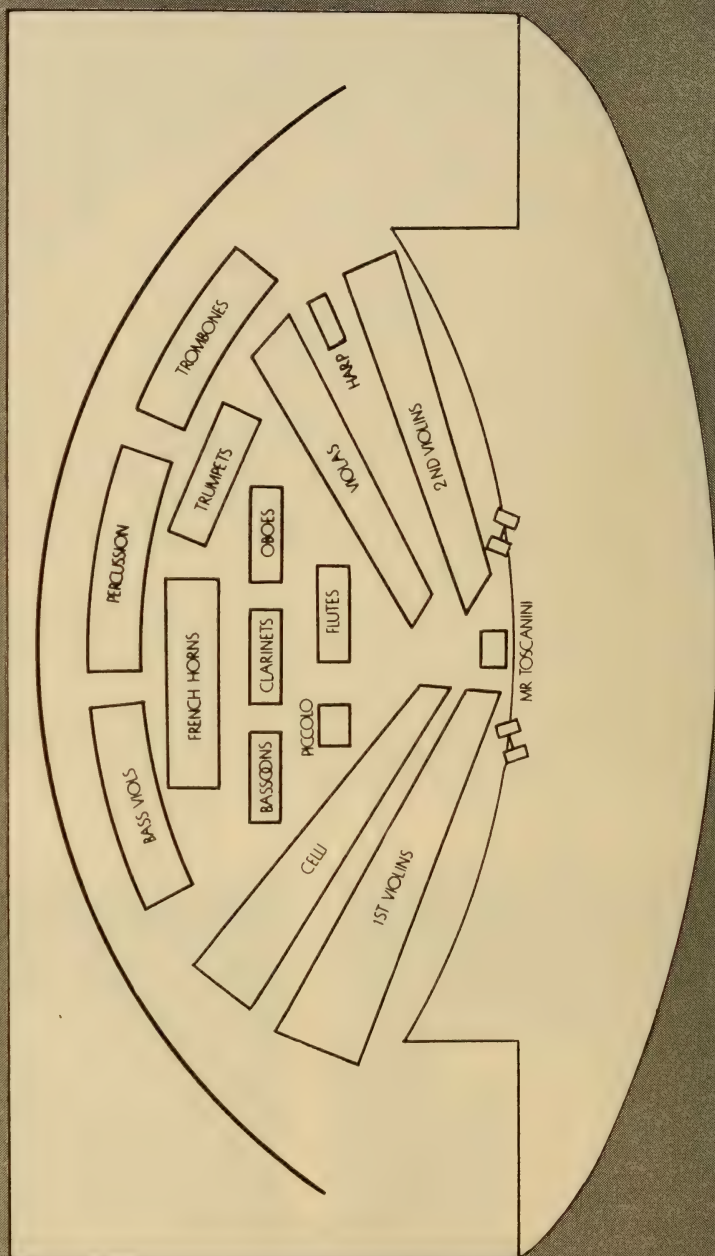 BASS VIOLS
PERCUSSION
TROMBONES
FRENCH HORNS
TRUMPETS
BASSOONS
CLARINETS
OBOES
PICCOLO
FLUTES
CELLI
VIOLAS
HARP
1ST VIOLINS
2ND VIOLINS
MR TOSCANINI